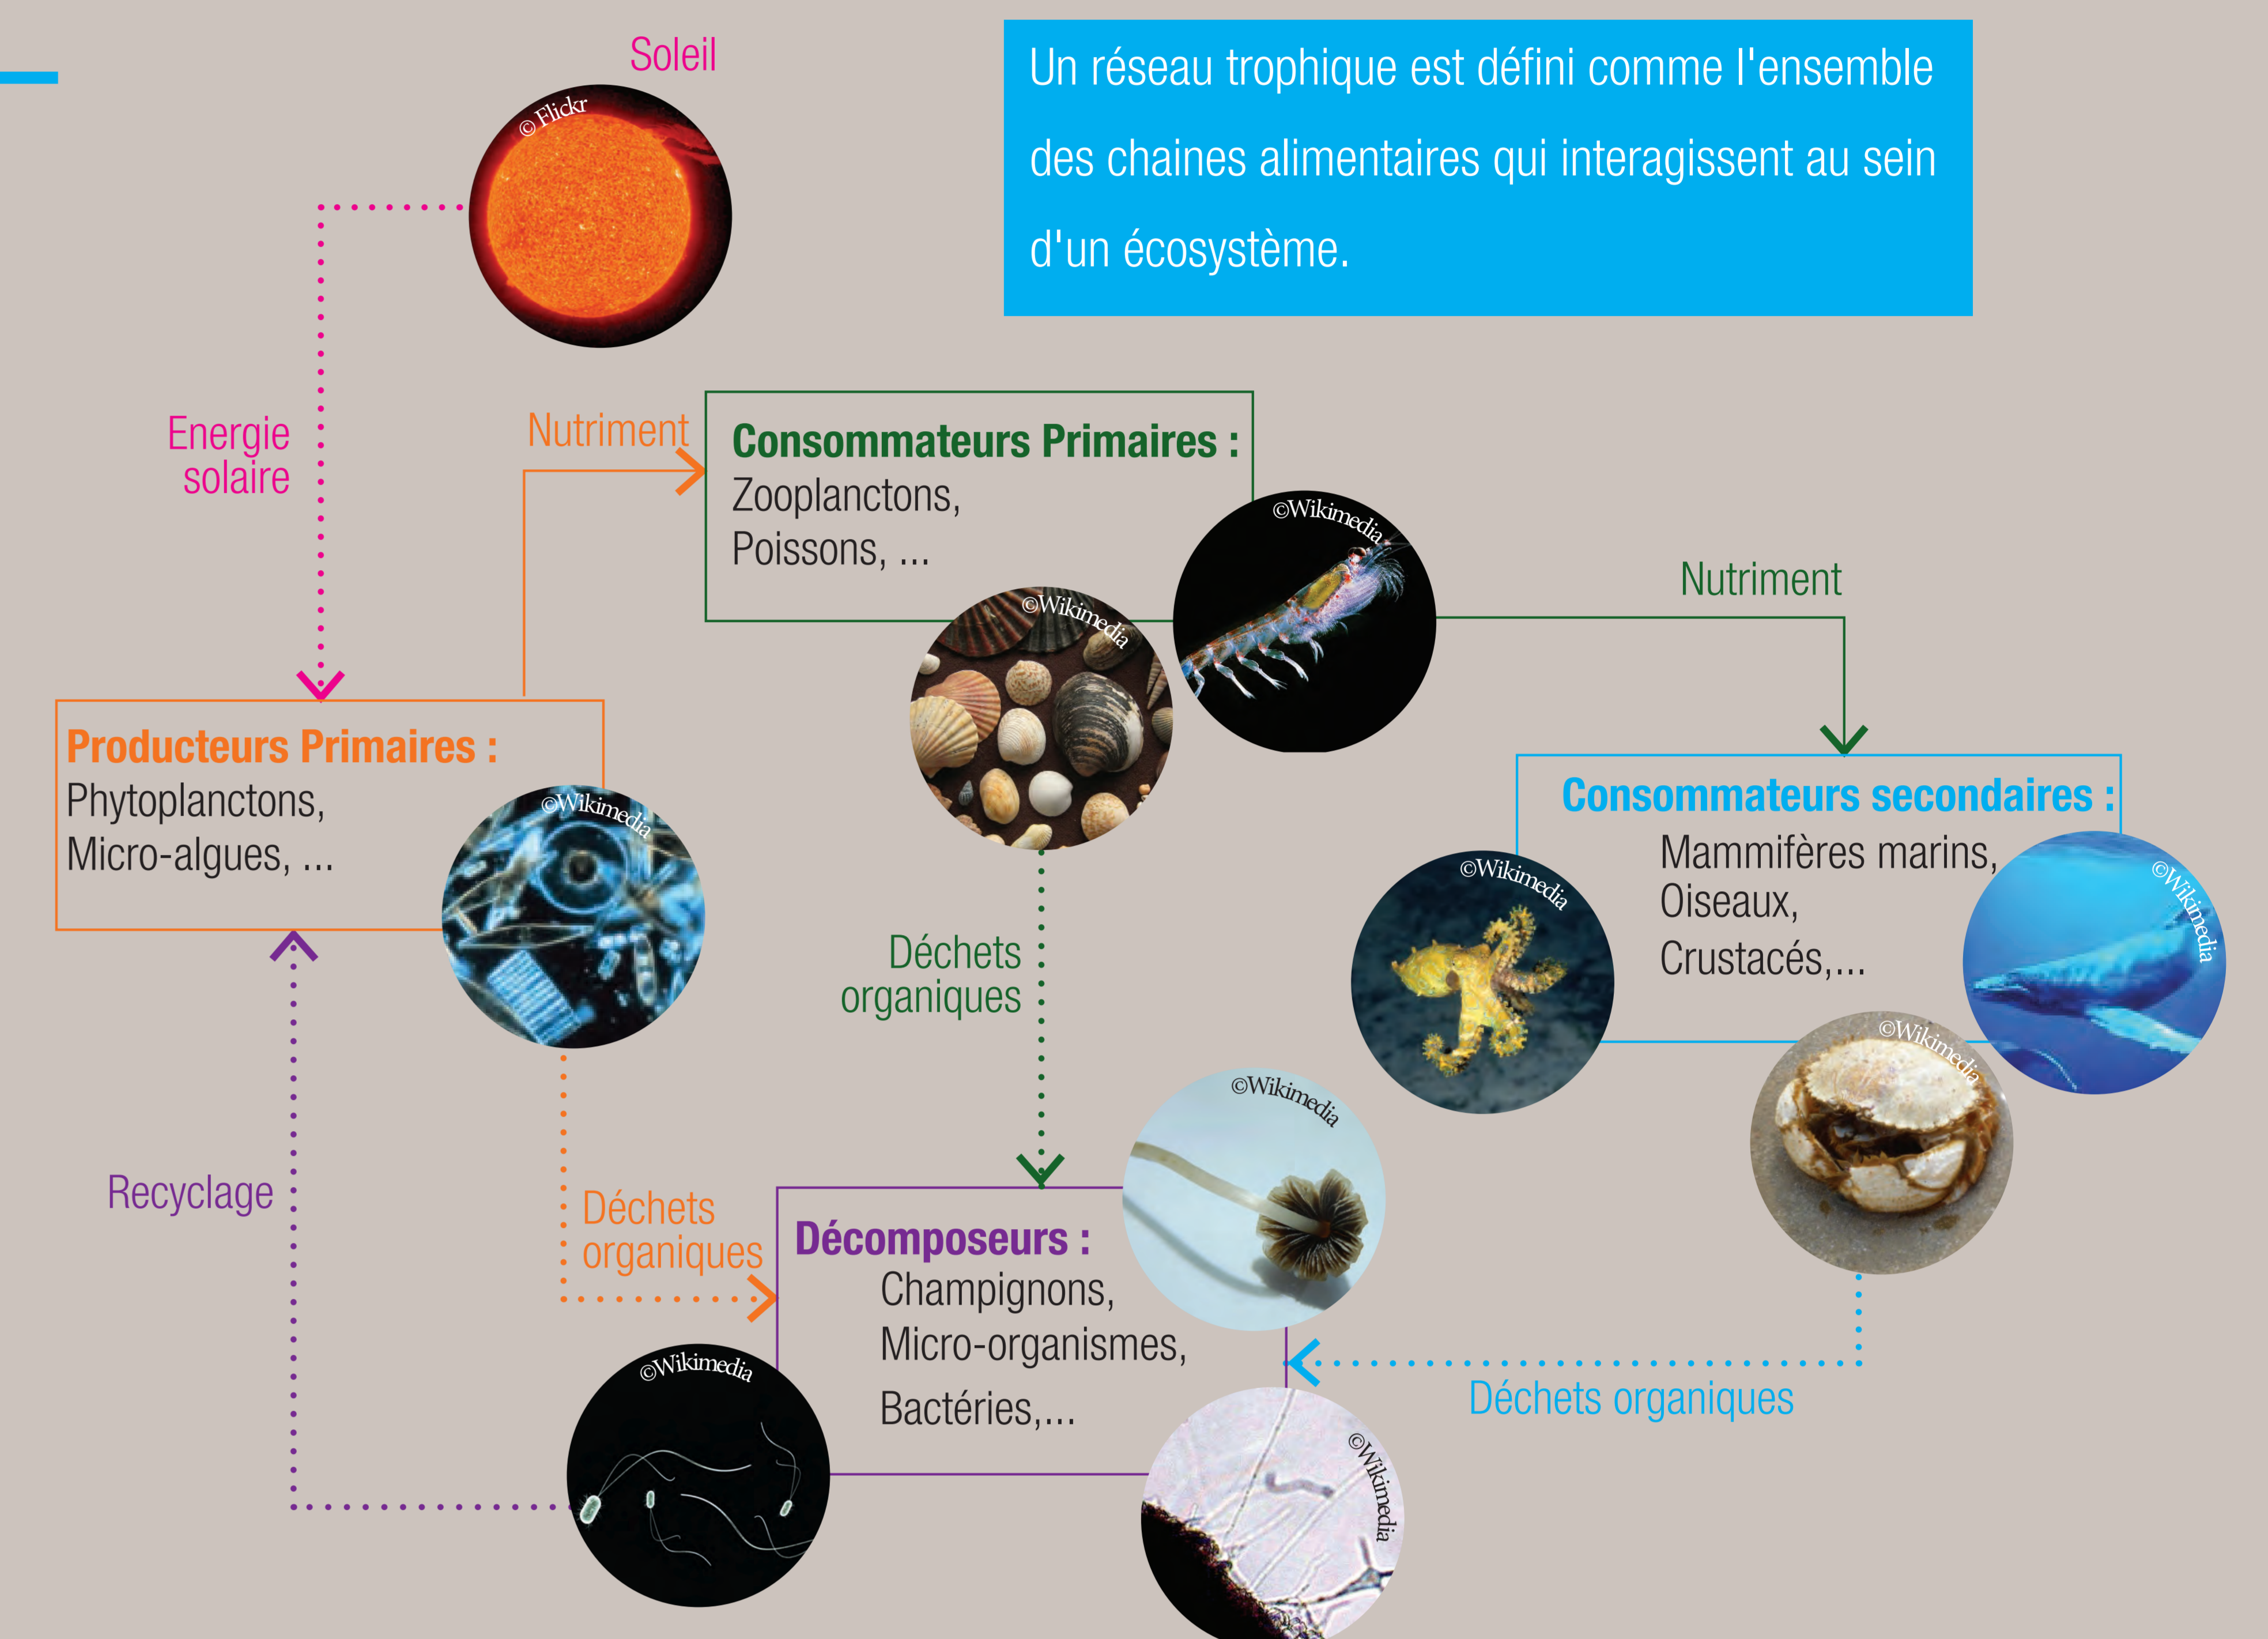 Soleil
© Flickr
Un réseau trophique est défini comme l'ensemble
des chaines alimentaires qui interagissent au sein
d'un écosystème.
Energie
solaire
Nutriment
Consommateurs Primaires :
Zooplanctons,
Poissons, ...
©Wikimedia
©Wikimedia
Nutriment
Producteurs Primaires :
Phytoplanctons,
Micro-algues, ...
©Wikimedia
Consommateurs secondaires :
Mammifères marins,
Oiseaux,
Crustacés,...
©Wikimedia
©Wikimedia
©Wikimedia
Déchets
organiques
Recyclage
Déchets
organiques
Décomposeurs :
Champignons,
Micro-organismes,
Bactéries,...
©Wikimedia
©Wikimedia
©Wikimedia
Déchets organiques